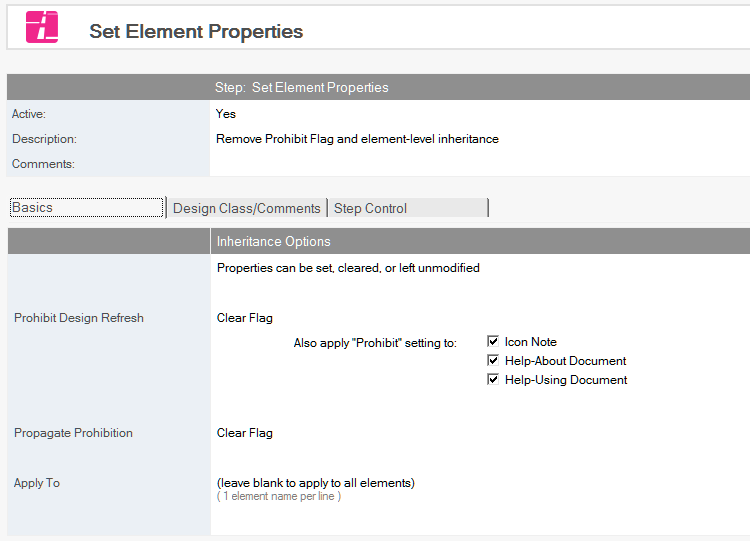 Set Element Properties
Step: Set Element Properties
Active: Yes
Description: Remove Prohibit Flag and element-level inheritance
Comments:
Basics Design Class/Comments Step Control
Inheritance Options
Properties can be set, cleared, or left unmodified
Prohibit Design Refresh Clear Flag
Also apply "Prohibit" setting to: Icon Note
Help-About Document
Help-Using Document
Propagate Prohibition Clear Flag
Apply To (leave blank to apply to all elements)
( 1 element name per line )